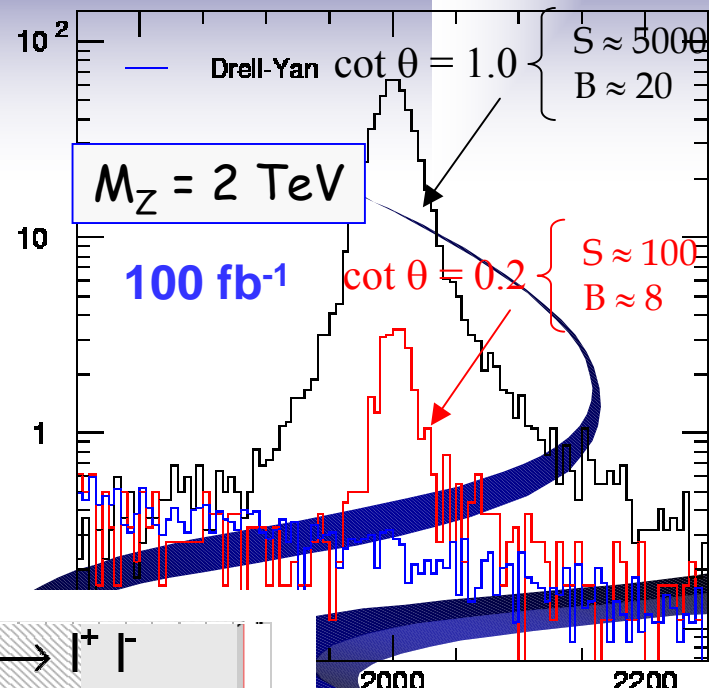 10²
Drell-Yan
cot θ = 1.0
S ≈ 5000
B ≈ 20
M_Z = 2 TeV
10
100 fb⁻¹
cot θ = 0.2
S ≈ 100
B ≈ 8
1
l⁺ l⁻
2000
2200